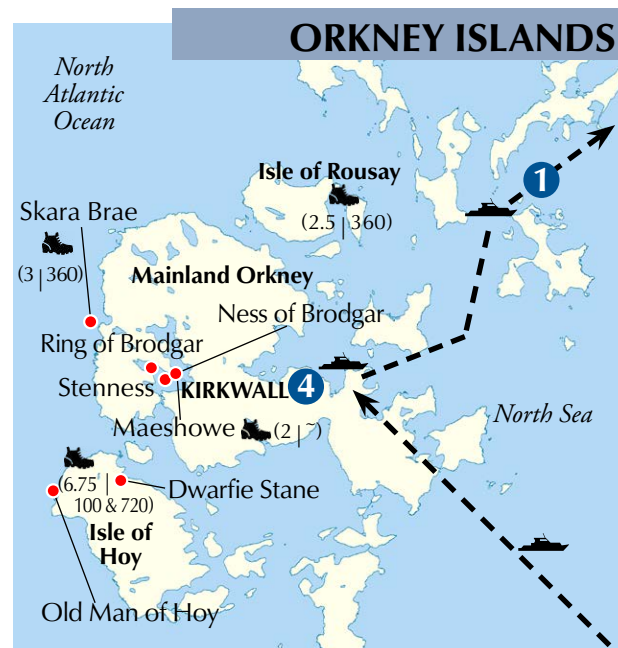 ORKNEY ISLANDS
North
Atlantic
Ocean
1
Isle of Rousay
(2.5 | 360)
Skara Brae
(3 | 360)
Mainland Orkney
Ness of Brodgar
Ring of Brodgar
Stenness
KIRKWALL 4
Maeshowe (2 | ~)
North Sea
(6.75 |
100 & 720)
Dwarfie Stane
Isle of
Hoy
Old Man of Hoy